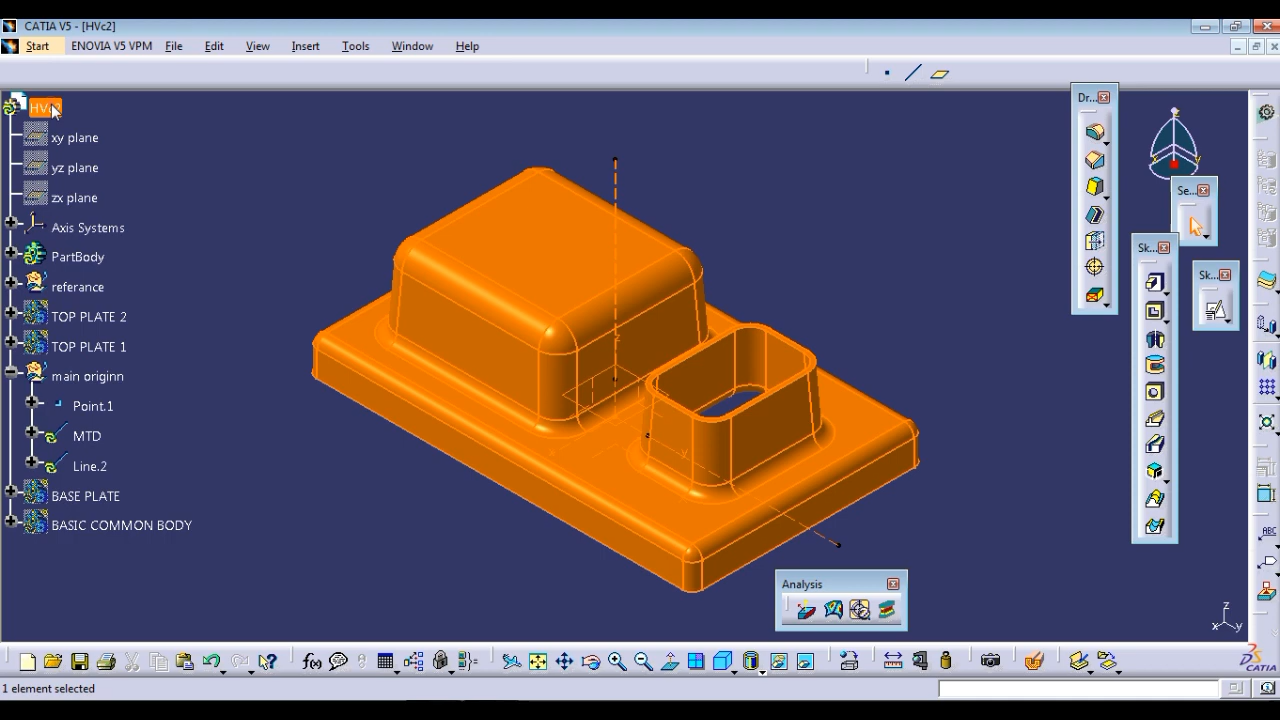 CATIA V5 - [HVc2]
Start ENOVIA V5 VPM File Edit View Insert Tools Window Help
Dr...
Se...
Sk...
Sk...
xy plane
yz plane
zx plane
Axis Systems
PartBody
referance
TOP PLATE 2
TOP PLATE 1
main originn
Point.1
MTD
Line.2
BASE PLATE
BASIC COMMON BODY
Analysis
z
x y
ABC
f(x)
CATIA
1 element selected